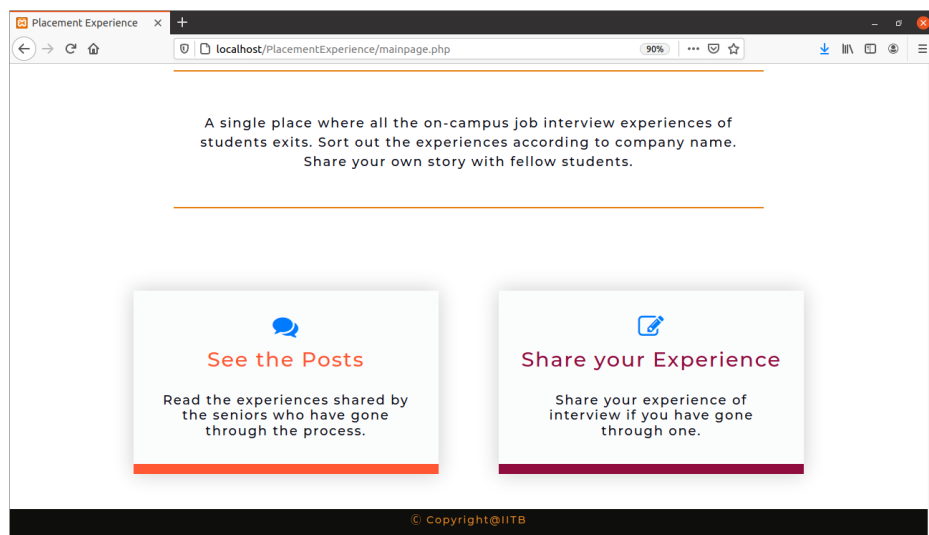 Placement Experience
localhost/PlacementExperience/mainpage.php
90%
A single place where all the on-campus job interview experiences of
students exits. Sort out the experiences according to company name.
Share your own story with fellow students.
See the Posts
Read the experiences shared by
the seniors who have gone
through the process.
Share your Experience
Share your experience of
interview if you have gone
through one.
© Copyright@IITB